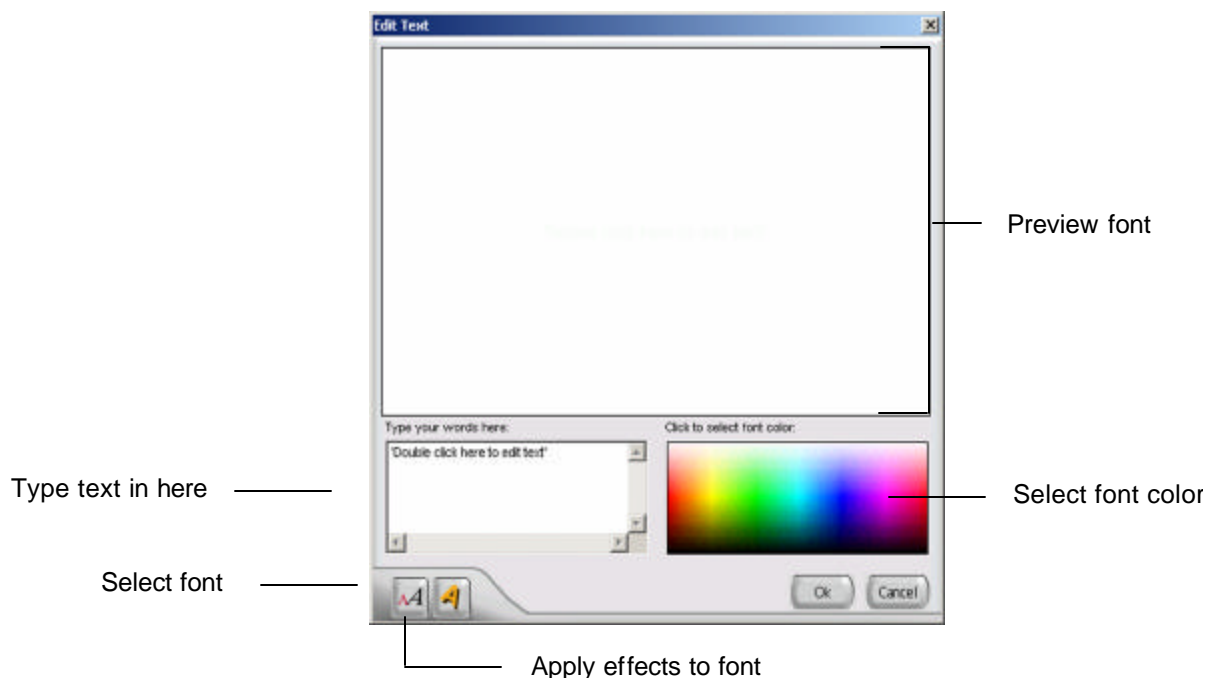 Edit Text
Preview font
Type your words here:
Click to select font color:
'Double click here to edit text'
Type text in here
Select font color
Select font
Ok
Cancel
Apply effects to font